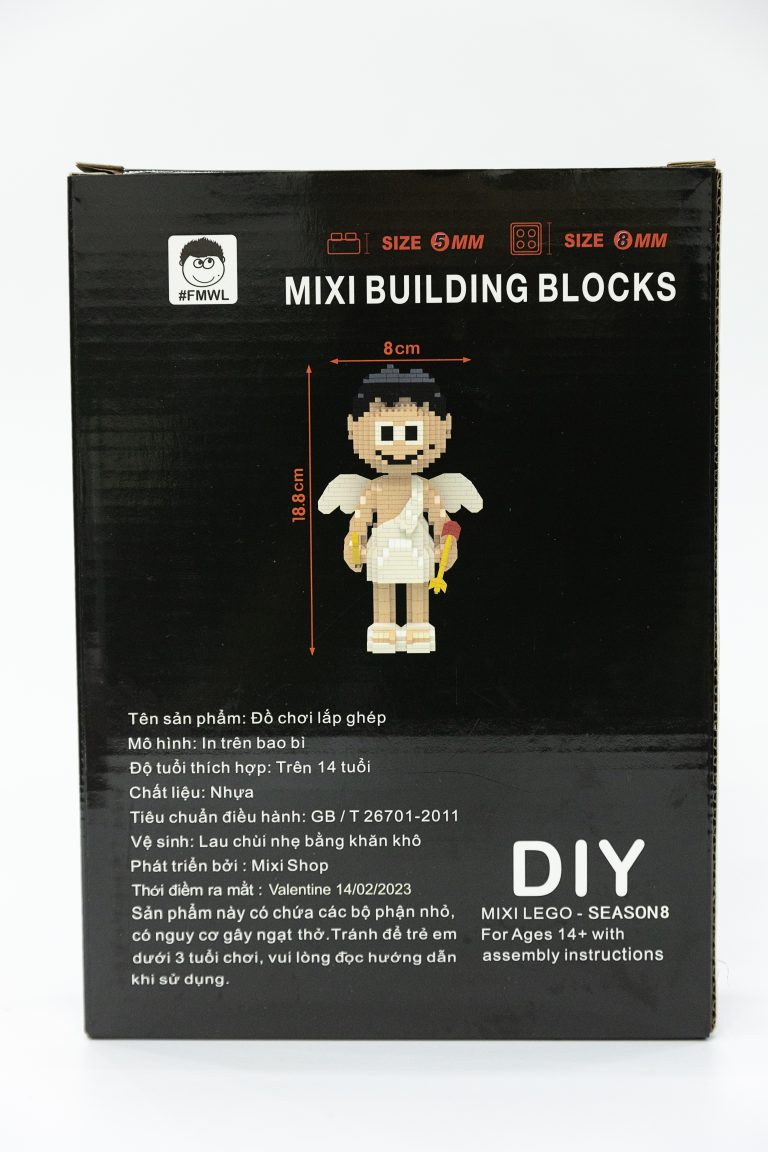 SIZE 5MM
SIZE 8MM
#FMWL
MIXI BUILDING BLOCKS
8cm
18.8cm
Tên sản phẩm: Đồ chơi lắp ghép
Mô hình: In trên bao bì
Độ tuổi thích hợp: Trên 14 tuổi
Chất liệu: Nhựa
Tiêu chuẩn điều hành: GB / T 26701-2011
Vệ sinh: Lau chùi nhẹ bằng khăn khô
Phát triển bởi : Mixi Shop
Thới điểm ra mắt : Valentine 14/02/2023
Sản phẩm này có chứa các bộ phận nhỏ,
có nguy cơ gây ngạt thở.Tránh để trẻ em
dưới 3 tuổi chơi, vui lòng đọc hướng dẫn
khi sử dụng.
DIY
MIXI LEGO - SEASON8
For Ages 14+ with
assembly instructions